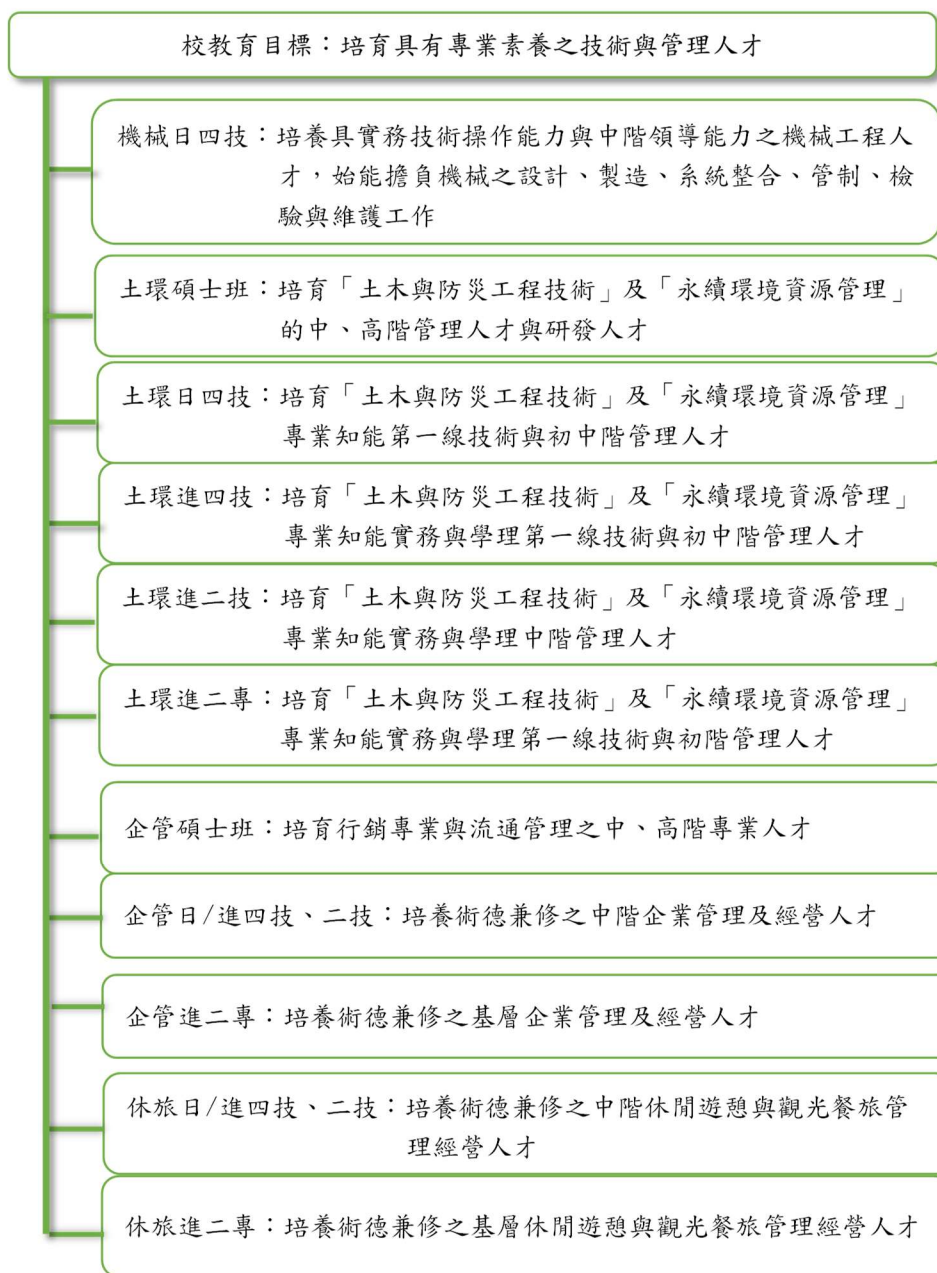 校教育目標：培育具有專業素養之技術與管理人才
機械日四技：培養具實務技術操作能力與中階領導能力之機械工程人
才，始能擔負機械之設計、製造、系統整合、管制、檢
驗與維護工作
土環碩士班：培育「土木與防災工程技術」及「永續環境資源管理」
的中、高階管理人才與研發人才
土環日四技：培育「土木與防災工程技術」及「永續環境資源管理」
專業知能第一線技術與初中階管理人才
土環進四技：培育「土木與防災工程技術」及「永續環境資源管理」
專業知能實務與學理第一線技術與初中階管理人才
土環進二技：培育「土木與防災工程技術」及「永續環境資源管理」
專業知能實務與學理中階管理人才
土環進二專：培育「土木與防災工程技術」及「永續環境資源管理」
專業知能實務與學理第一線技術與初階管理人才
企管碩士班：培育行銷專業與流通管理之中、高階專業人才
企管日/進四技、二技：培養術德兼修之中階企業管理及經營人才
企管進二專：培養術德兼修之基層企業管理及經營人才
休旅日/進四技、二技：培養術德兼修之中階休閒遊憩與觀光餐旅管
理經營人才
休旅進二專：培養術德兼修之基層休閒遊憩與觀光餐旅管理經營人才